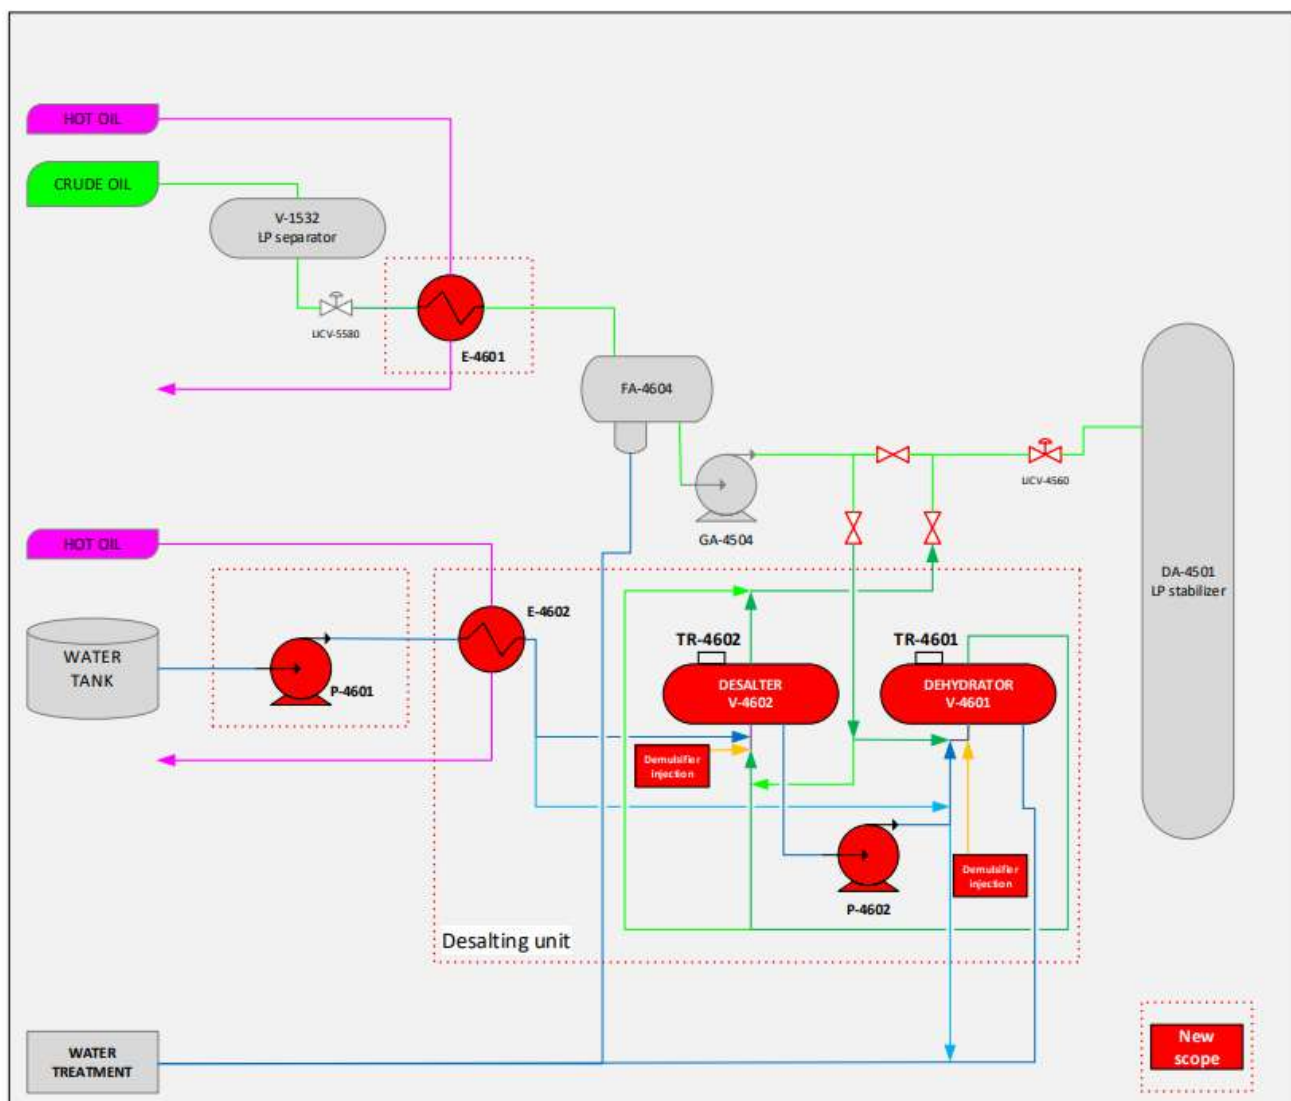 HOT OIL
CRUDE OIL
V-1532
LP separator
LICV-5580
E-4601
FA-4604
GA-4504
LICV-4560
DA-4501
LP stabilizer
HOT OIL
WATER
TANK
P-4601
E-4602
TR-4602
TR-4601
DESALTER
V-4602
DEHYDRATOR
V-4601
Demulsifier
injection
P-4602
Demulsifier
injection
Desalting unit
WATER
TREATMENT
New
scope